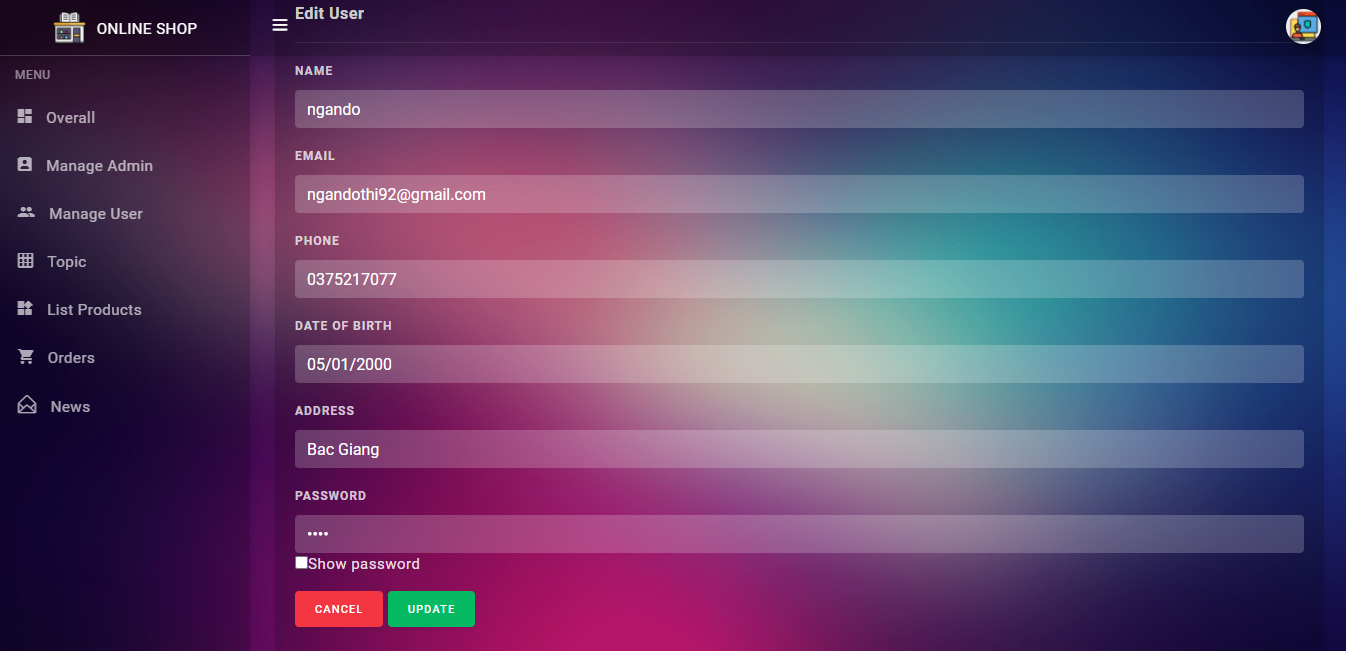 ONLINE SHOP
MENU
Overall
Manage Admin
Manage User
Topic
List Products
Orders
News
Edit User
NAME
ngando
EMAIL
ngandothi92@gmail.com
PHONE
0375217077
DATE OF BIRTH
05/01/2000
ADDRESS
Bac Giang
PASSWORD
••••
Show password
CANCEL UPDATE